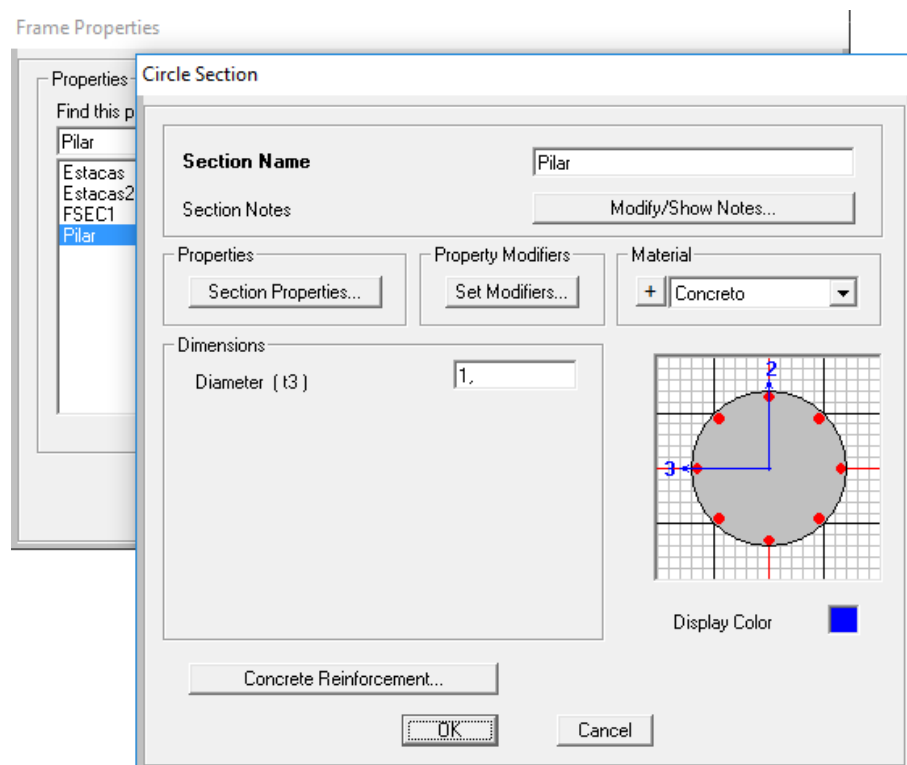 Frame Properties
Circle Section
Properties
Find this p
Pilar
Estacas
Estacas2
FSEC1
Pilar
Section Name
Pilar
Section Notes
Modify/Show Notes...
Properties
Property Modifiers
Material
Section Properties...
Set Modifiers...
+
Concreto
Dimensions
Diameter ( t3 )
1,
2
3
Display Color
Concrete Reinforcement...
OK
Cancel